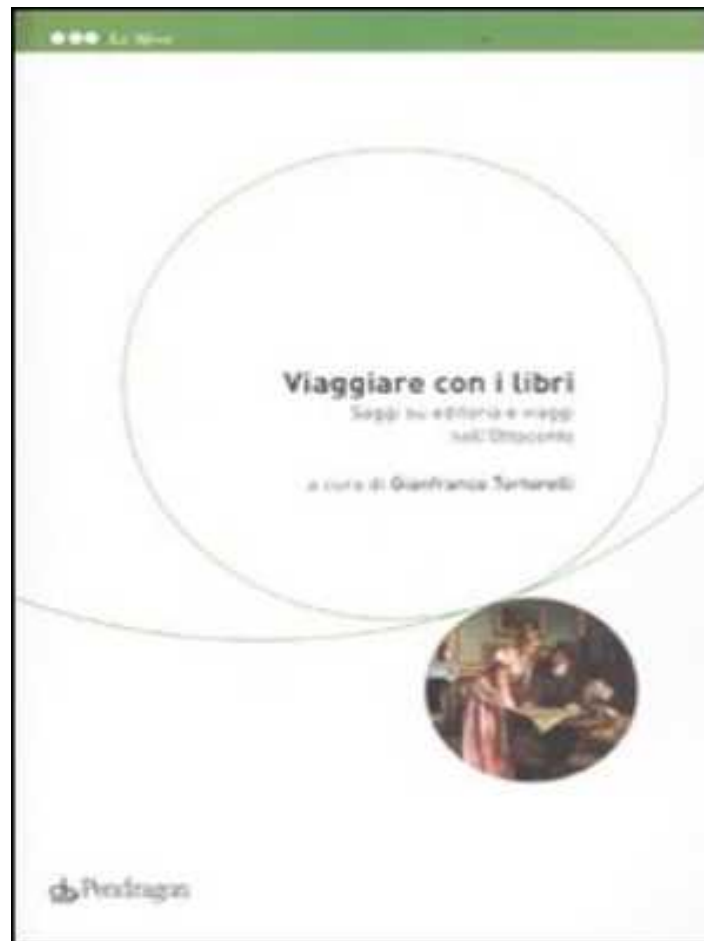 Viaggiare con i libri
Saggi su editoria e viaggi
nell'Ottocento
a cura di Gianfranco Tortorelli
Pendragon